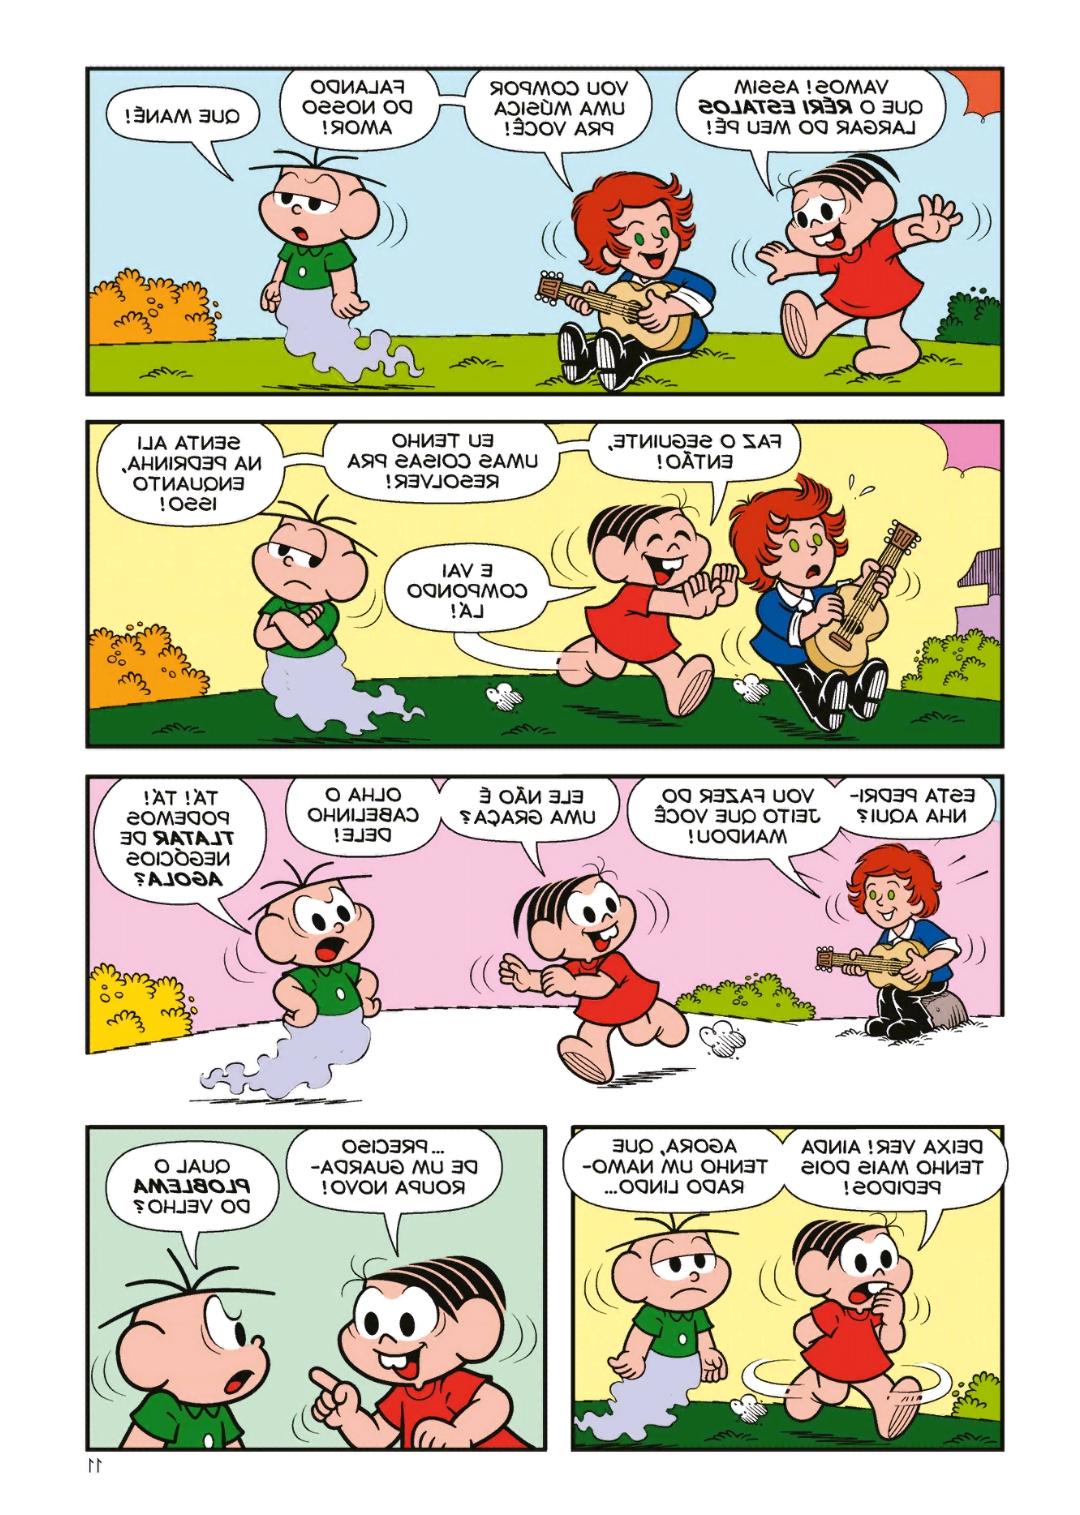 VAMOS! ASSIM
QUE O RÉRI ESTALOS
LARGAR DO MEU PÉ!
VOU COMPOR
UMA MÚSICA
PRA VOCÊ!
FALANDO
DO NOSSO
AMOR!
QUE MANÉ!
FAZ O SEGUINTE,
ENTÃO!
EU TENHO
UMAS COISAS PRA
RESOLVER!
SENTA ALI
NA PEDRINHA,
ENQUANTO
ISSO!
E VAI
COMPONDO
LÁ!
ESTA PEDRI-
NHA AQUI?
VOU FAZER DO
JEITO QUE VOCÊ
MANDOU!
ELE NÃO É
UMA GRAÇA?
OLHA O
CABELINHO
DELE!
TÁ! TÁ!
PODEMOS
TLATAR DE
NEGÓCIOS
AGOLA?
DEIXA VER! AINDA
TENHO MAIS DOIS
PEDIDOS!
AGORA, QUE
TENHO UM NAMO-
RADO LINDO...
...PRECISO
DE UM GUARDA-
ROUPA NOVO!
QUAL O
PLOBLEMA
DO VELHO?
11